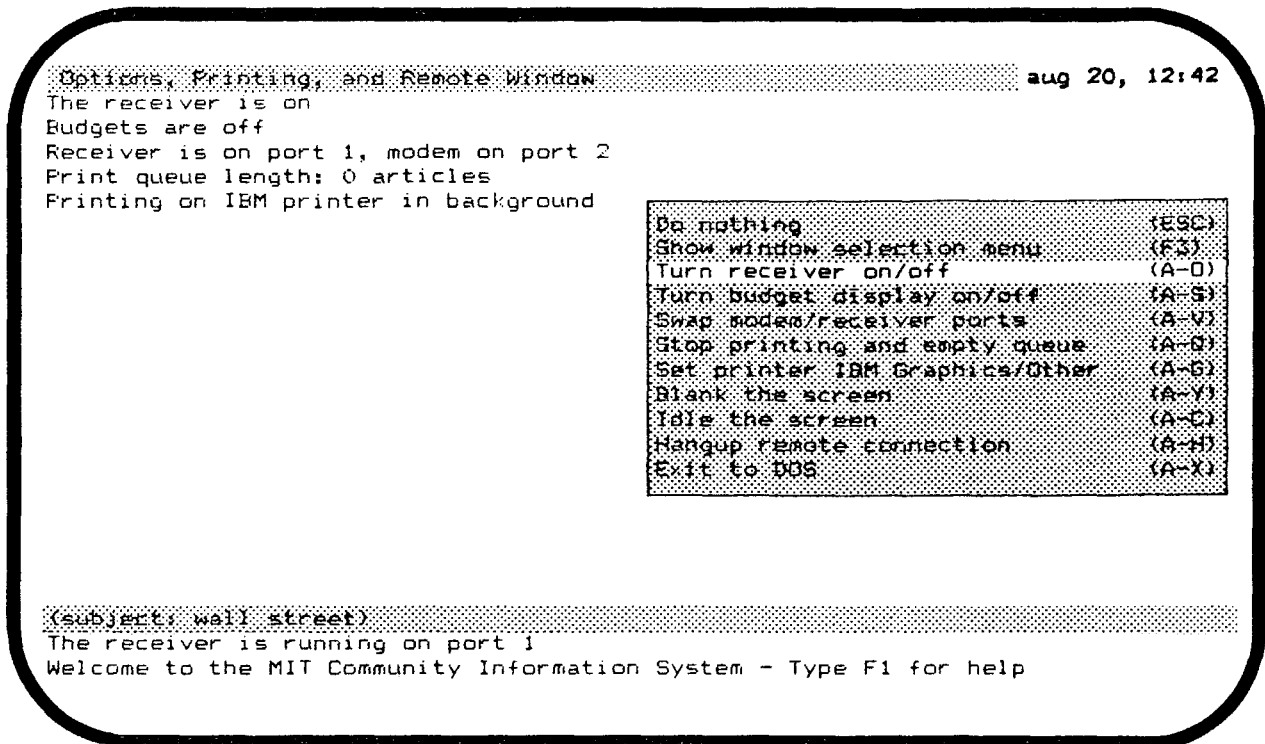 Options, Printing, and Remote Window aug 20, 12:42
The receiver is on
Budgets are off
Receiver is on port 1, modem on port 2
Print queue length: 0 articles
Printing on IBM printer in background
Do nothing (ESC)
Show window selection menu (F3)
Turn receiver on/off (A-O)
Turn budget display on/off (A-S)
Swap modem/receiver ports (A-V)
Stop printing and empty queue (A-Q)
Set printer IBM Graphics/Other (A-G)
Blank the screen (A-Y)
Idle the screen (A-C)
Hangup remote connection (A-H)
Exit to DOS (A-X)
(subject: wall street)
The receiver is running on port 1
Welcome to the MIT Community Information System - Type F1 for help